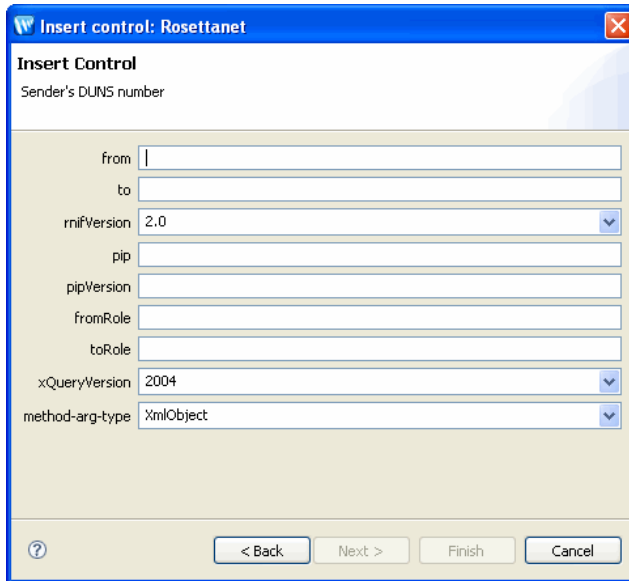 Insert control: Rosettanet
Insert Control
Sender's DUNS number
from
to
rnifVersion 2.0
pip
pipVersion
fromRole
toRole
xQueryVersion 2004
method-arg-type XmlObject
? < Back Next > Finish Cancel